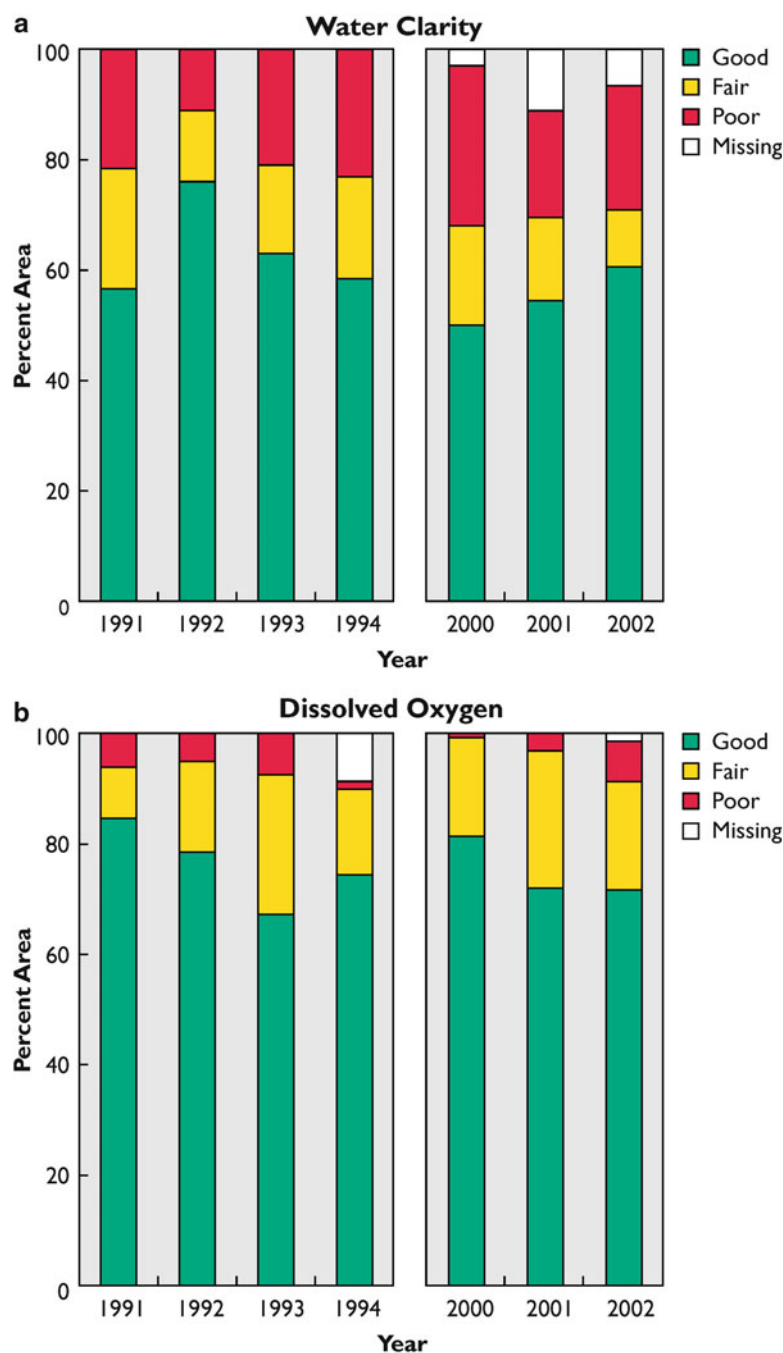 a
Water Clarity
100
80
60
40
20
0
Percent Area
1991 1992 1993 1994
2000 2001 2002
Year
Good
Fair
Poor
Missing
b
Dissolved Oxygen
100
80
60
40
20
0
Percent Area
1991 1992 1993 1994
2000 2001 2002
Year
Good
Fair
Poor
Missing